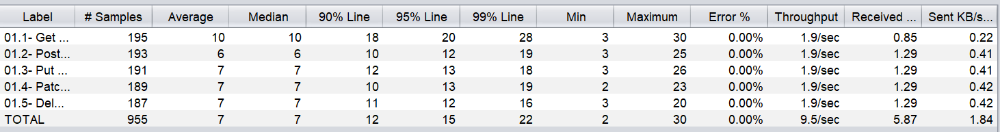 Label # Samples Average Median 90% Line 95% Line 99% Line Min Maximum Error % Throughput Received ... Sent KB/s...
01.1- Get ... 195 10 10 18 20 28 3 30 0.00% 1.9/sec 0.85 0.22
01.2- Post... 193 6 6 10 12 19 3 25 0.00% 1.9/sec 1.29 0.41
01.3- Put ... 191 7 7 12 13 18 3 26 0.00% 1.9/sec 1.29 0.41
01.4- Patc... 189 7 7 10 13 19 2 23 0.00% 1.9/sec 1.29 0.42
01.5- Del... 187 7 7 11 12 16 3 20 0.00% 1.9/sec 1.29 0.42
TOTAL 955 7 7 12 15 22 2 30 0.00% 9.5/sec 5.87 1.84